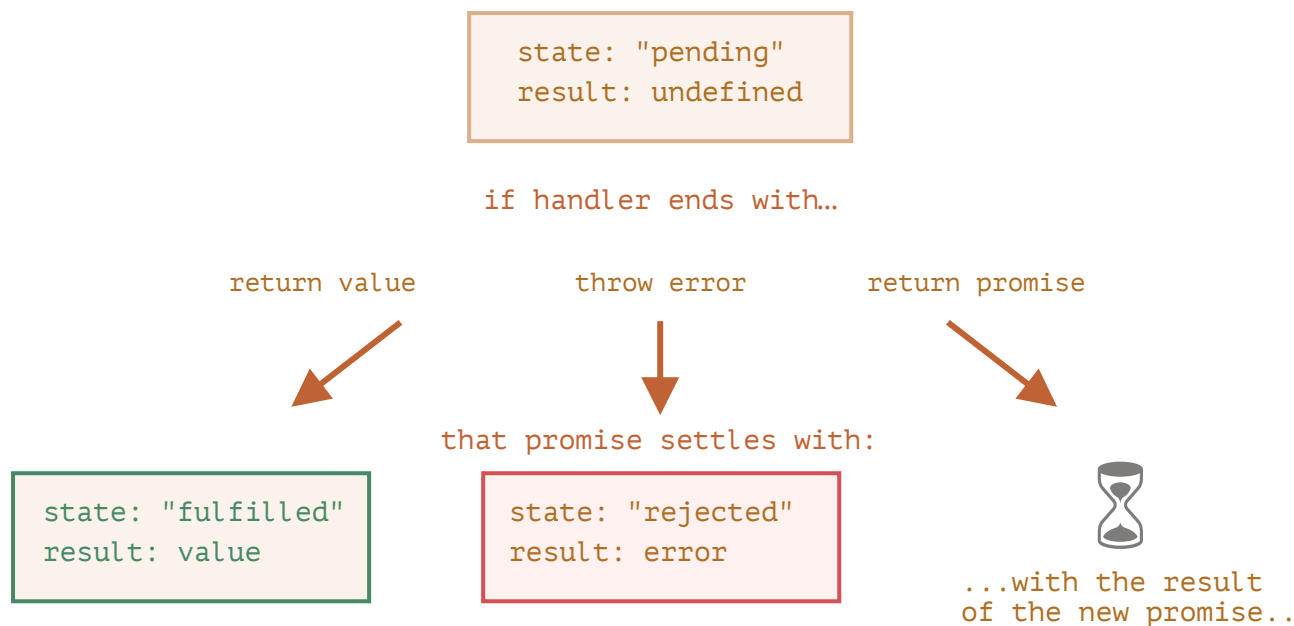 state: "pending"
result: undefined
if handler ends with…
return value
throw error
return promise
that promise settles with:
state: "fulfilled"
result: value
state: "rejected"
result: error
...with the result
of the new promise..